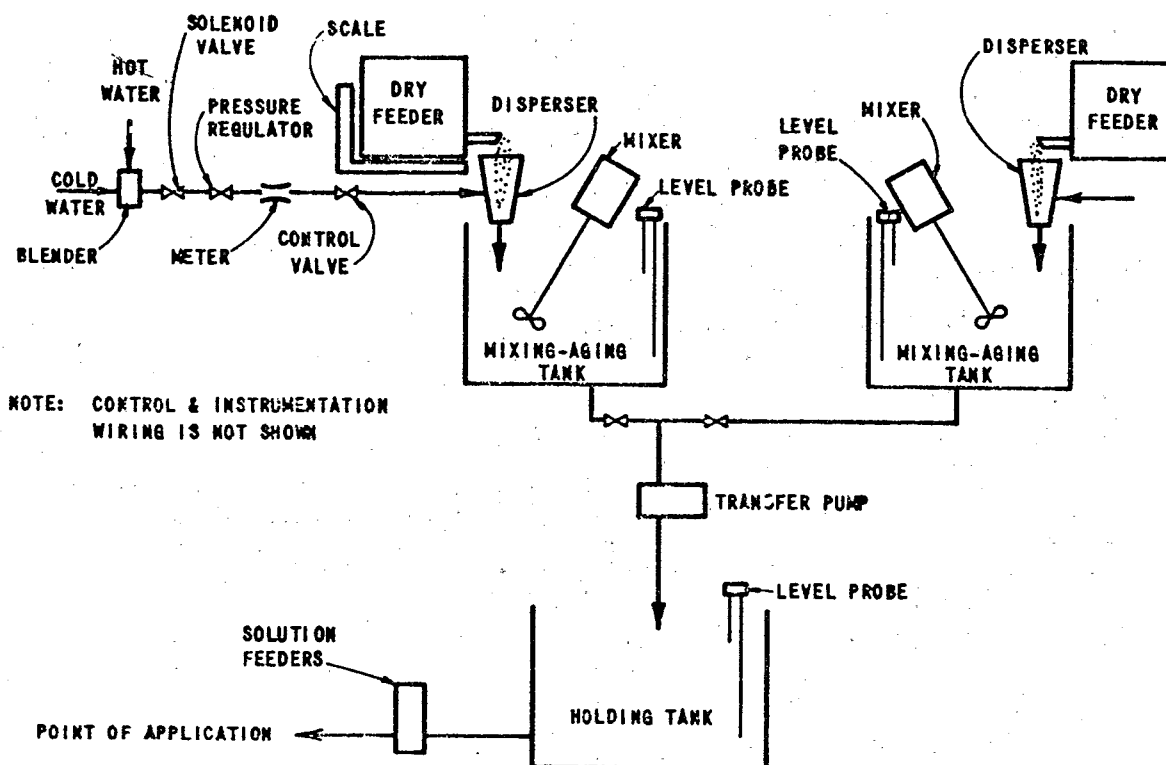 SOLENOID
VALVE
HOT
WATER
SCALE
DRY
FEEDER
PRESSURE
REGULATOR
DISPERSER
MIXER
COLD
WATER
LEVEL PROBE
BLENDER
METER
CONTROL
VALVE
MIXING-AGING
TANK
DISPERSER
DRY
FEEDER
MIXER
LEVEL
PROBE
MIXING-AGING
TANK
NOTE: CONTROL & INSTRUMENTATION
WIRING IS NOT SHOWN
TRANSFER PUMP
LEVEL PROBE
SOLUTION
FEEDERS
HOLDING TANK
POINT OF APPLICATION